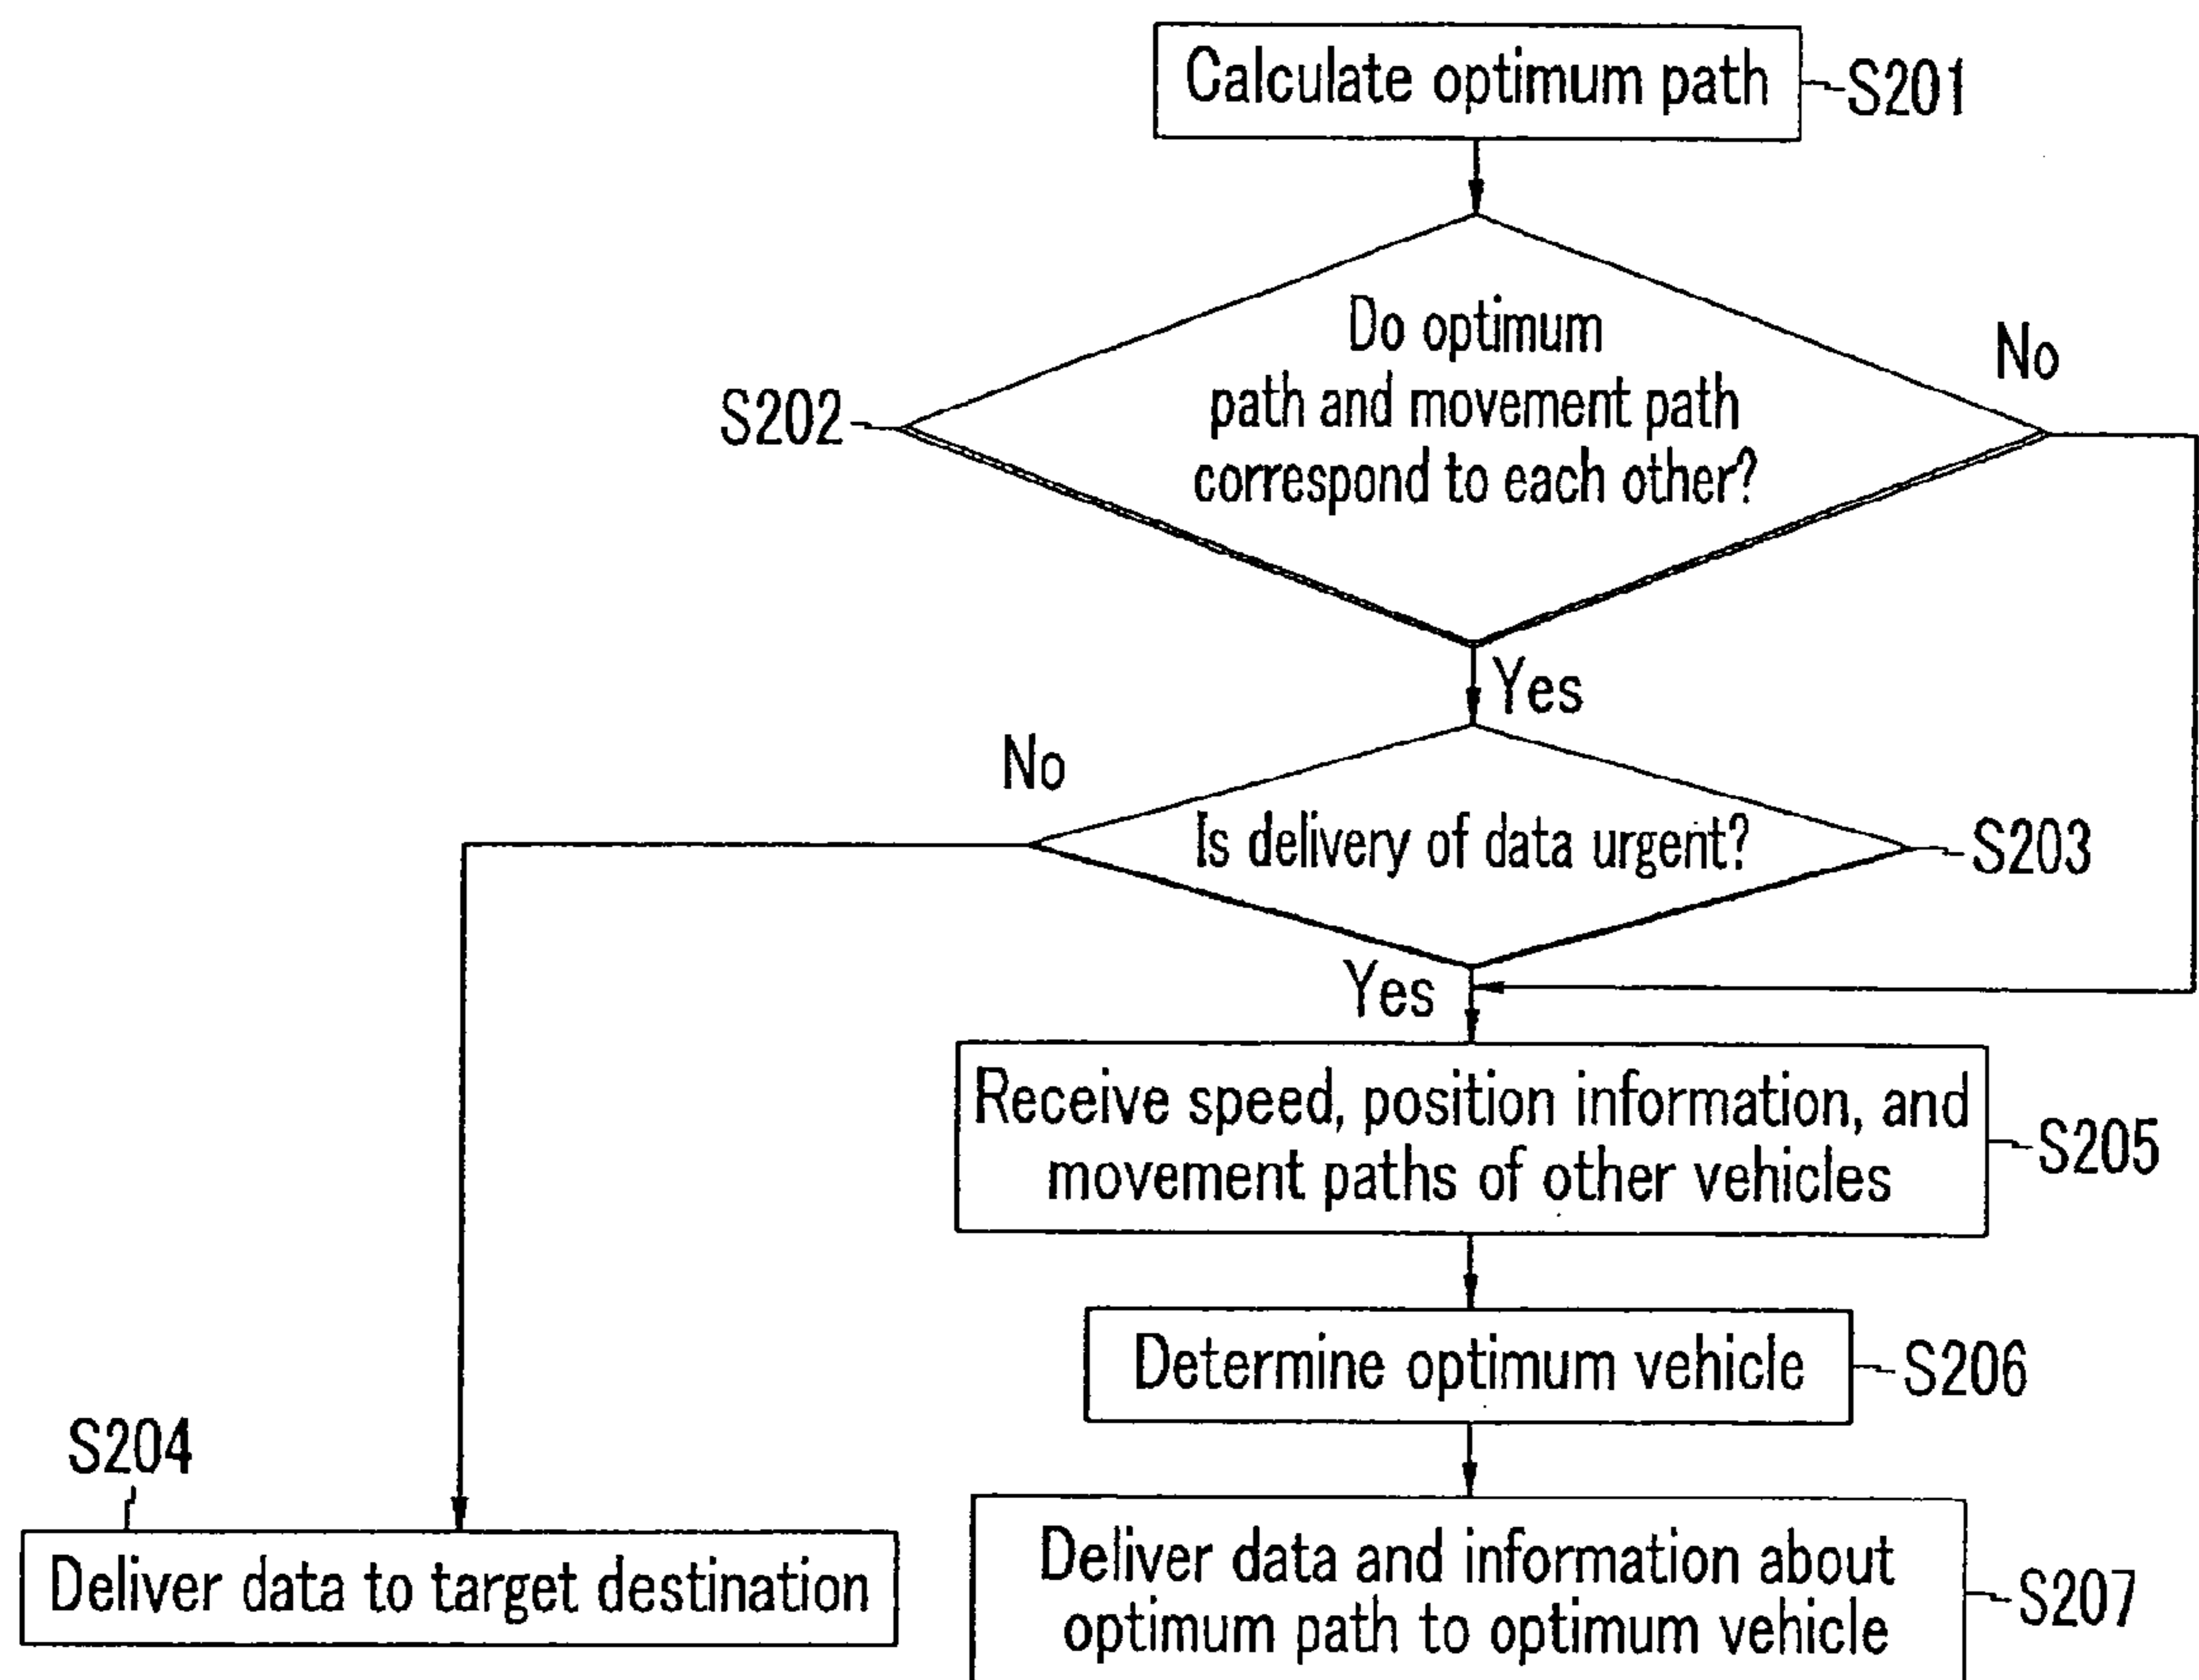 Calculate optimum path
S201
Do optimum
path and movement path
correspond to each other?
No
S202
Yes
No
Is delivery of data urgent?
S203
Yes
Receive speed, position information, and
movement paths of other vehicles
S205
Determine optimum vehicle
S206
S204
Deliver data to target destination
Deliver data and information about
optimum path to optimum vehicle
S207